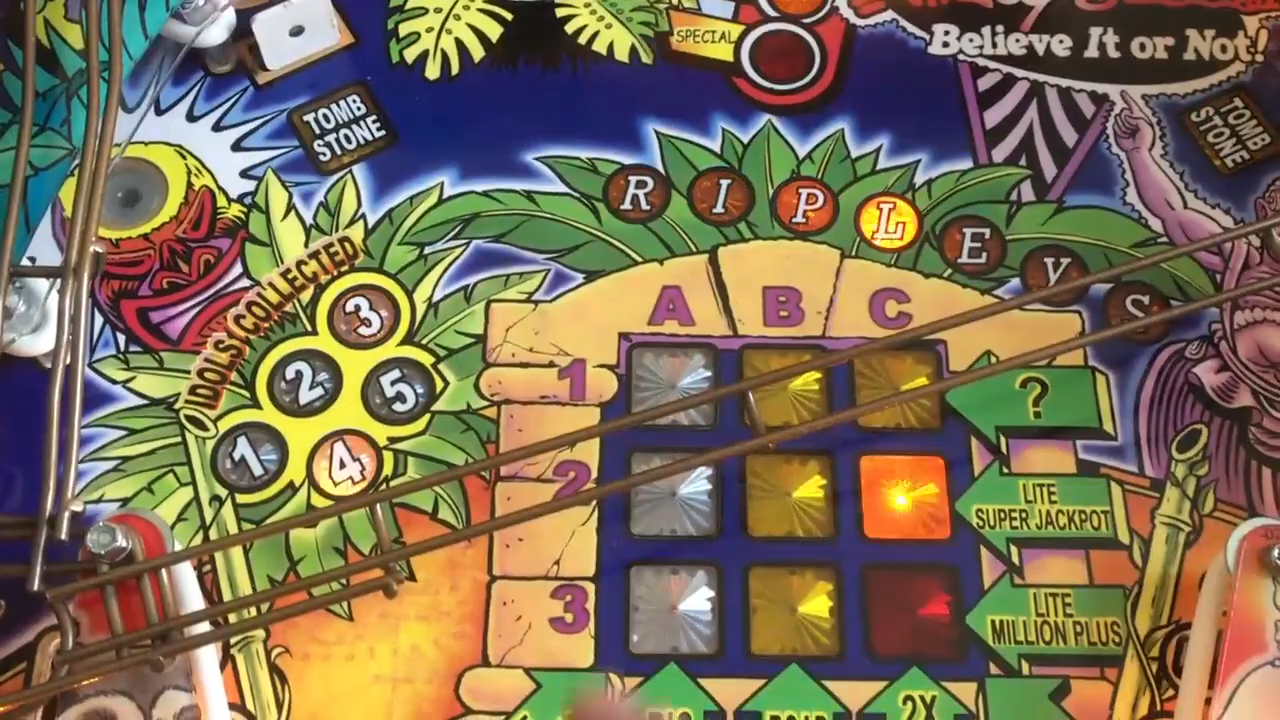 SPECIAL
Believe It or Not!
TOMB
STONE
TOMB
STONE
R I P L E Y S
IDOLS COLLECTED
3
2 5
1 4
A B C
1
2
3
?
LITE
SUPER JACKPOT
LITE
MILLION PLUS
2X